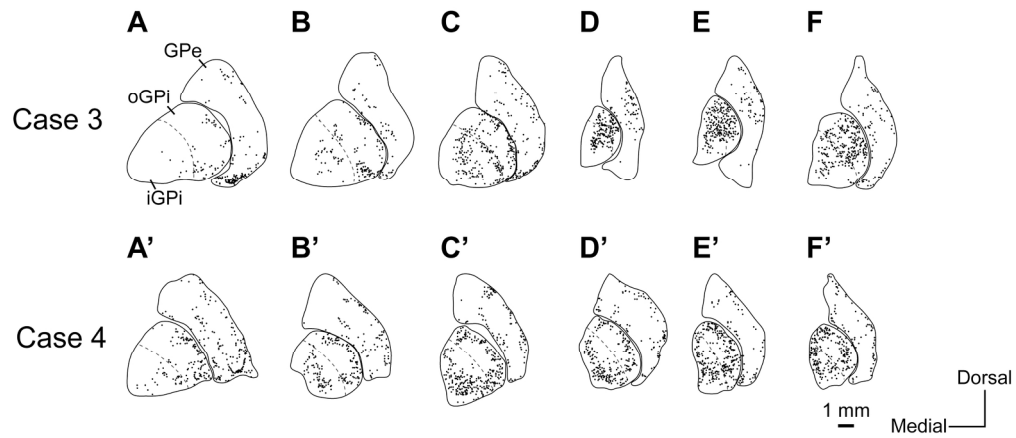 A B C D E F
GPe
oGPi
Case 3
iGPi
A’ B’ C’ D’ E’ F’
Case 4
Dorsal
1 mm
Medial